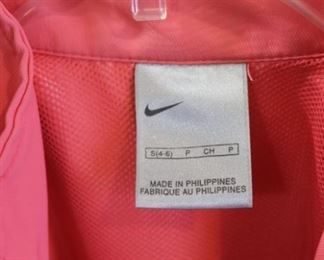 S(4-6) P CH P
MADE IN PHILIPPINES
FABRIQUE AU PHILIPPINES